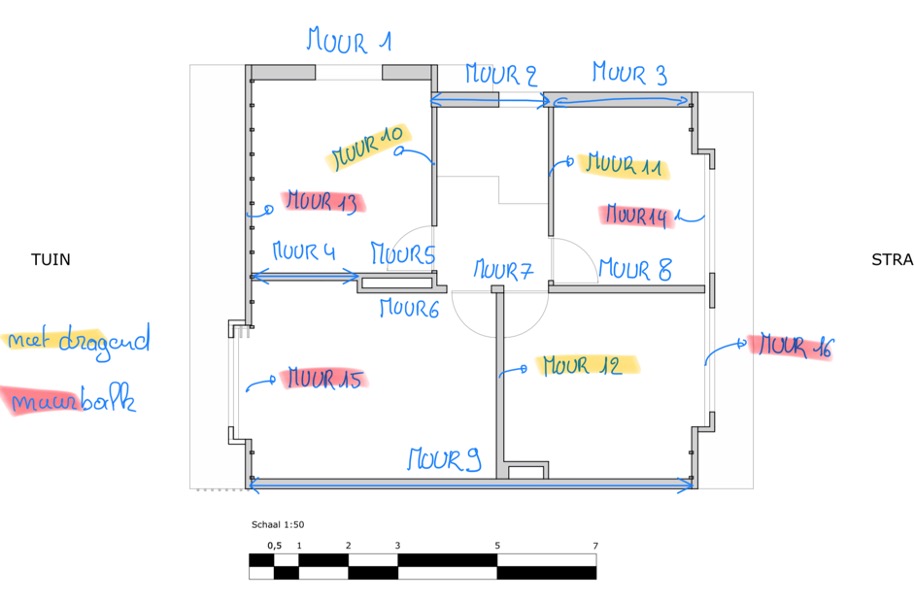 MUUR 1
MUUR 2
MUUR 3
MUUR 10
MUUR 11
MUUR 13
MUUR 14
TUIN
STRA
MUUR 4
MUUR 5
MUUR 7
MUUR 8
MUUR 6
niet dragend
MUUR 16
MUUR 12
MUUR 15
muurbalk
MUUR 9
Schaal 1:50
0,5 1 2 3 5 7